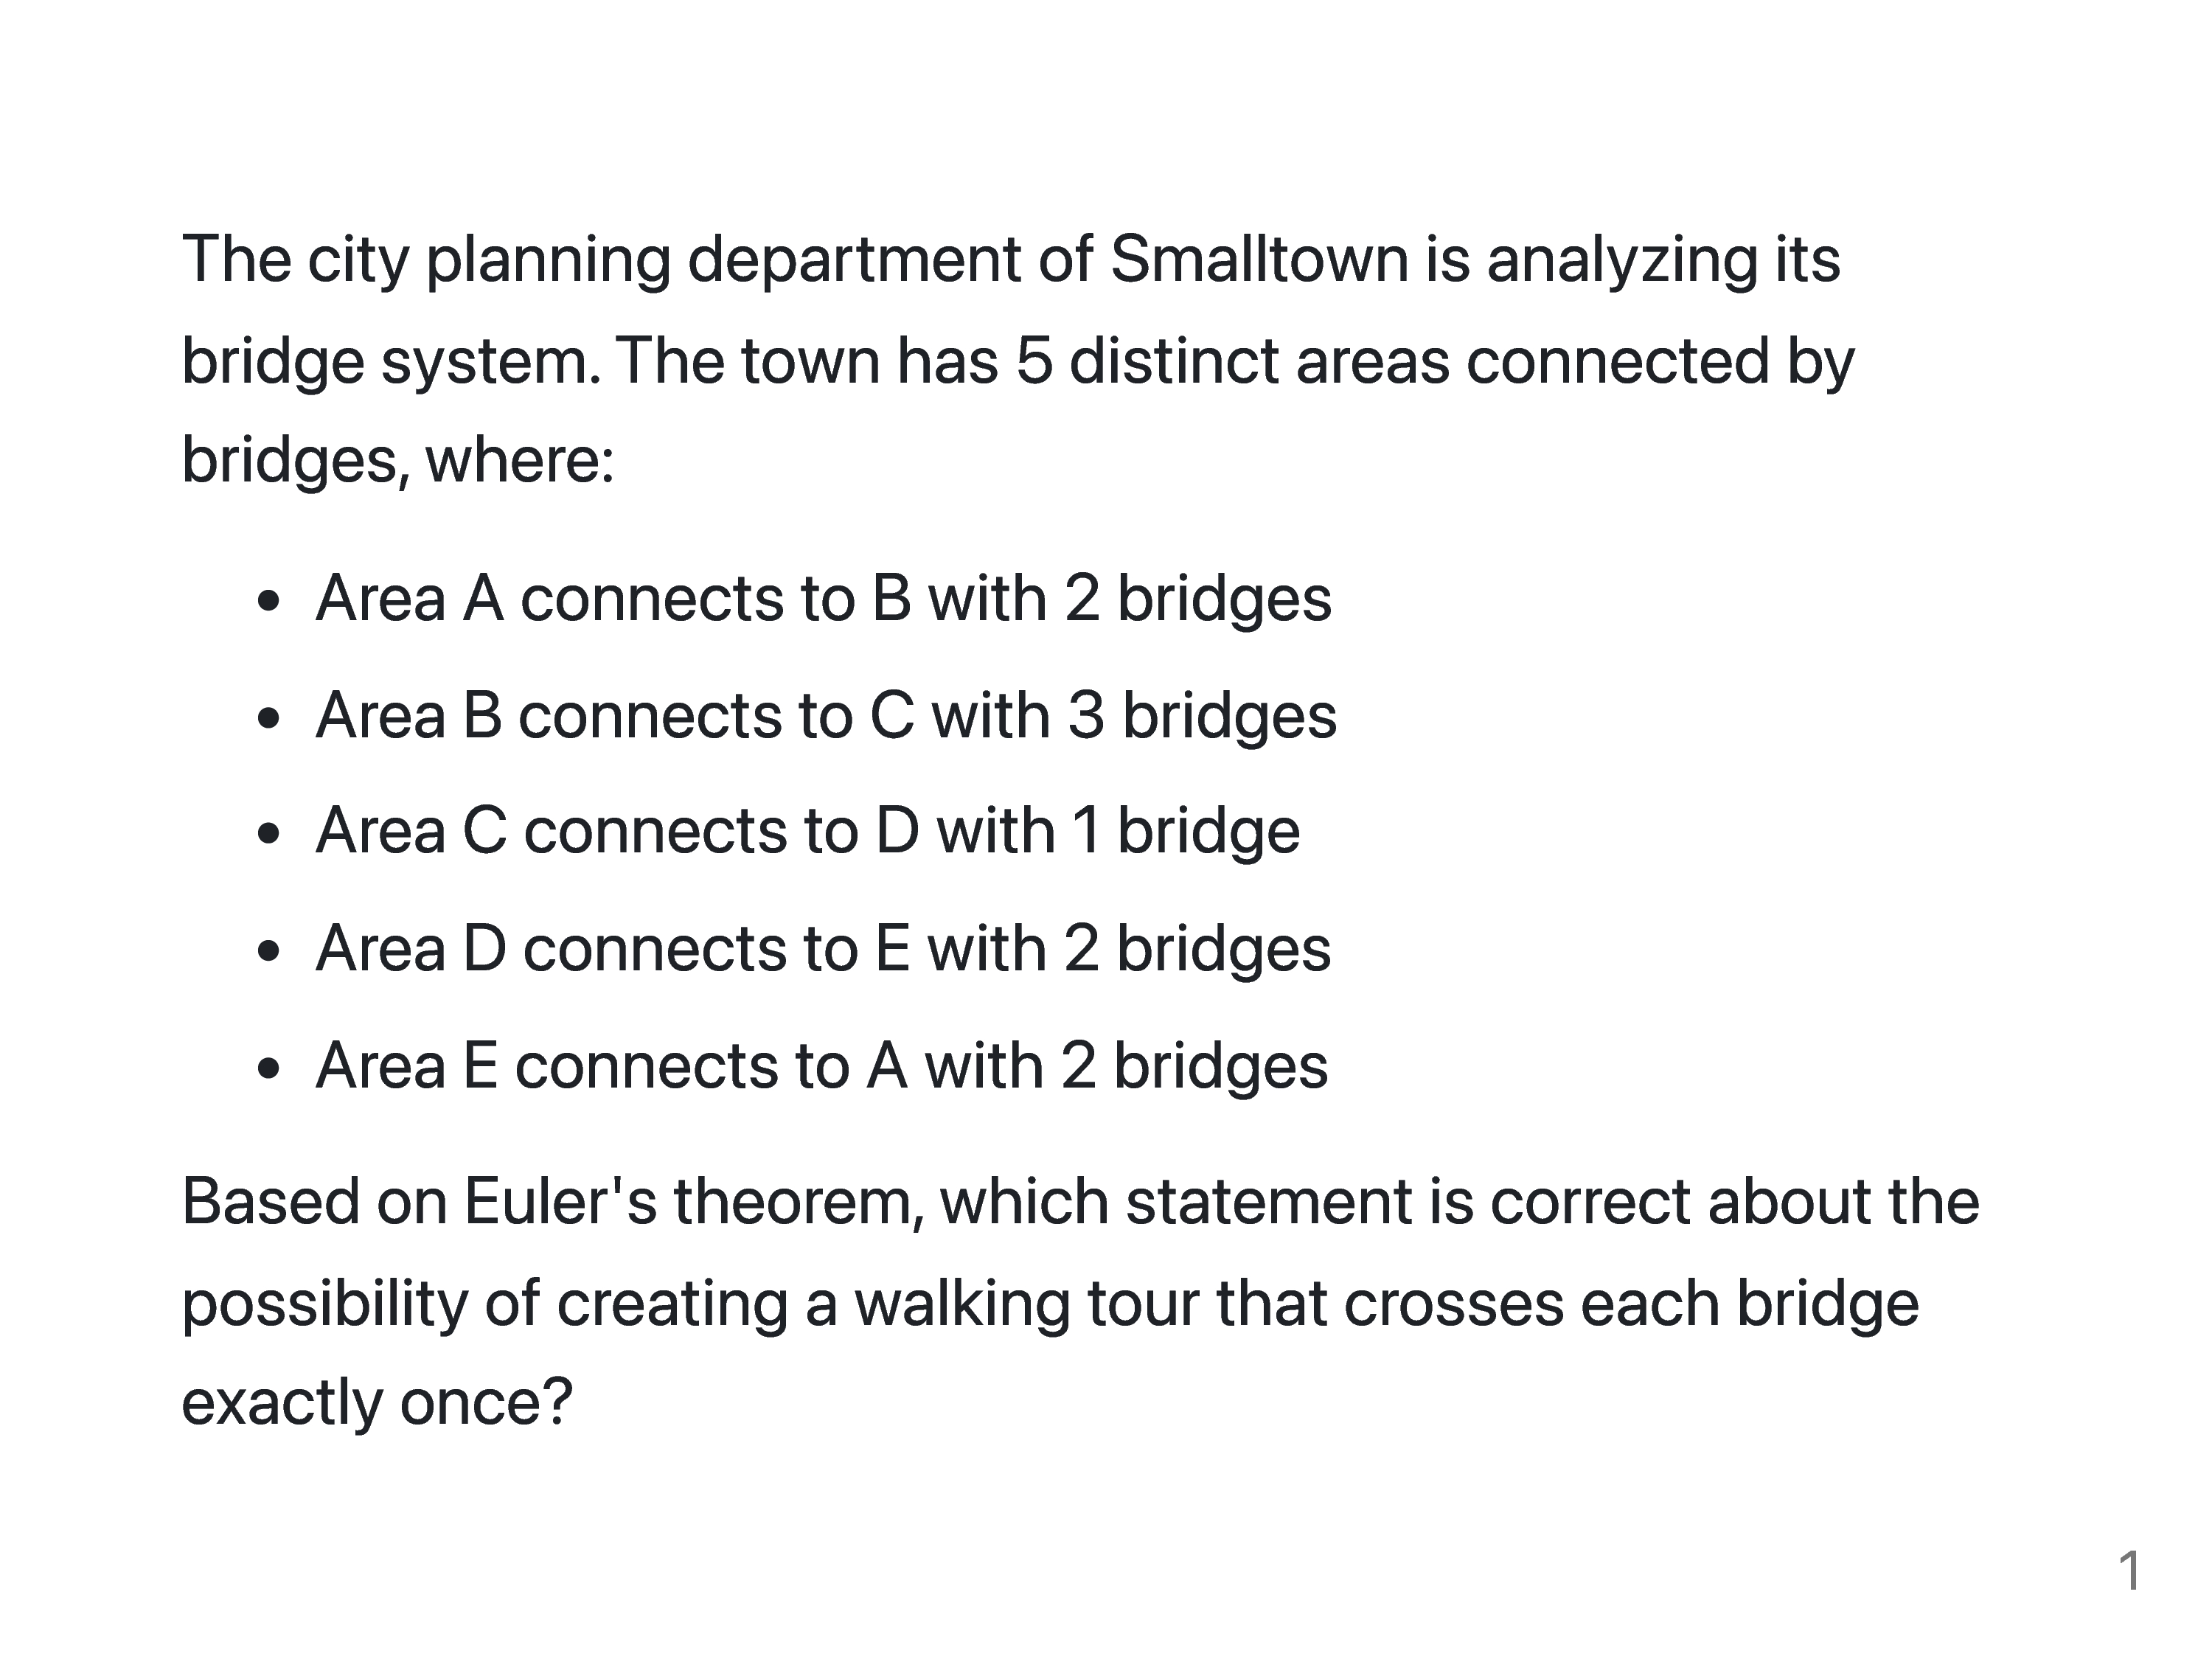 The city planning department of Smalltown is analyzing its
bridge system. The town has 5 distinct areas connected by
bridges, where:
• Area A connects to B with 2 bridges
• Area B connects to C with 3 bridges
• Area C connects to D with 1 bridge
• Area D connects to E with 2 bridges
• Area E connects to A with 2 bridges
Based on Euler's theorem, which statement is correct about the
possibility of creating a walking tour that crosses each bridge
exactly once?
1